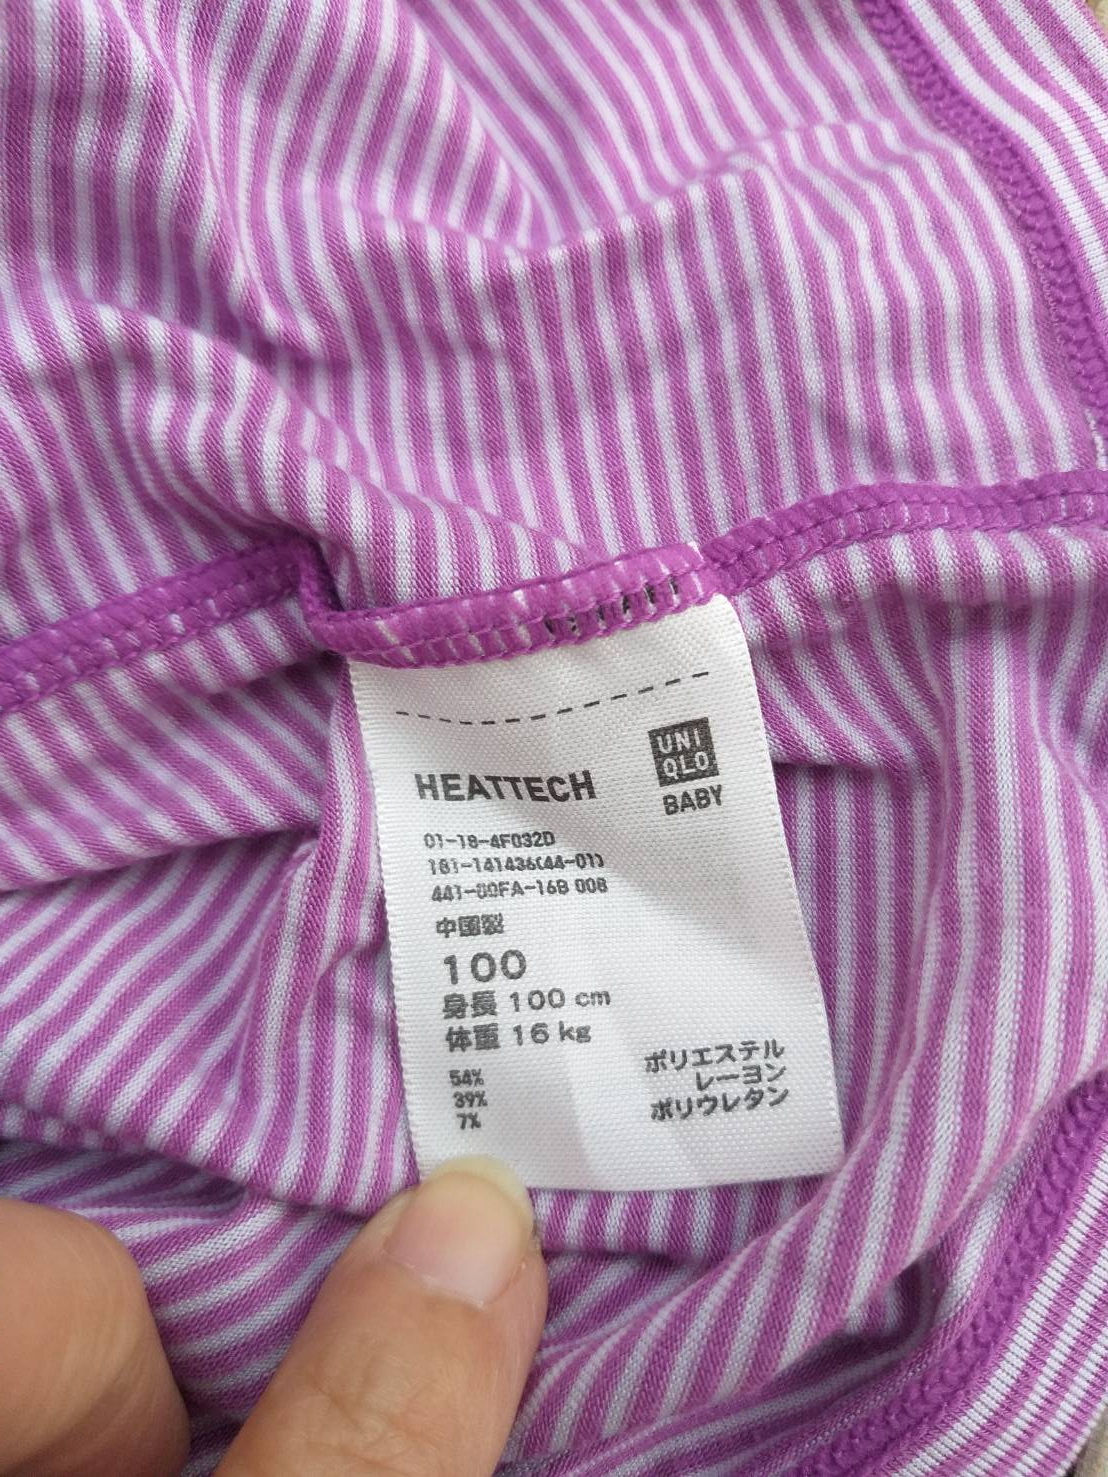 UNI
QLO
BABY
HEATTECH
01-18-4F032D
181-141436(44-01)
441-00FA-16B 008
中国製
100
身長 100 cm
体重 16 kg
54% ポリエステル
39% レーヨン
7% ポリウレタン